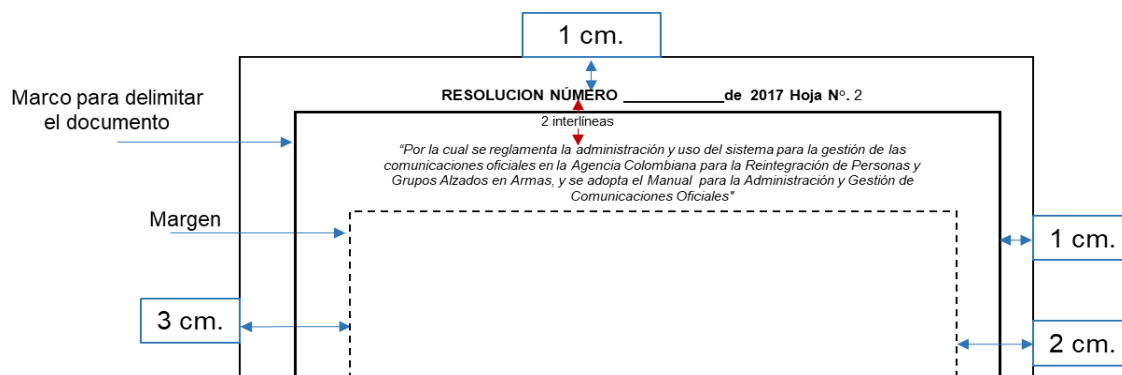 1 cm.
RESOLUCION NÚMERO _____________de 2017 Hoja Nº. 2
Marco para delimitar
el documento
2 interlíneas
“Por la cual se reglamenta la administración y uso del sistema para la gestión de las
comunicaciones oficiales en la Agencia Colombiana para la Reintegración de Personas y
Grupos Alzados en Armas, y se adopta el Manual para la Administración y Gestión de
Comunicaciones Oficiales"
Margen
1 cm.
3 cm.
2 cm.